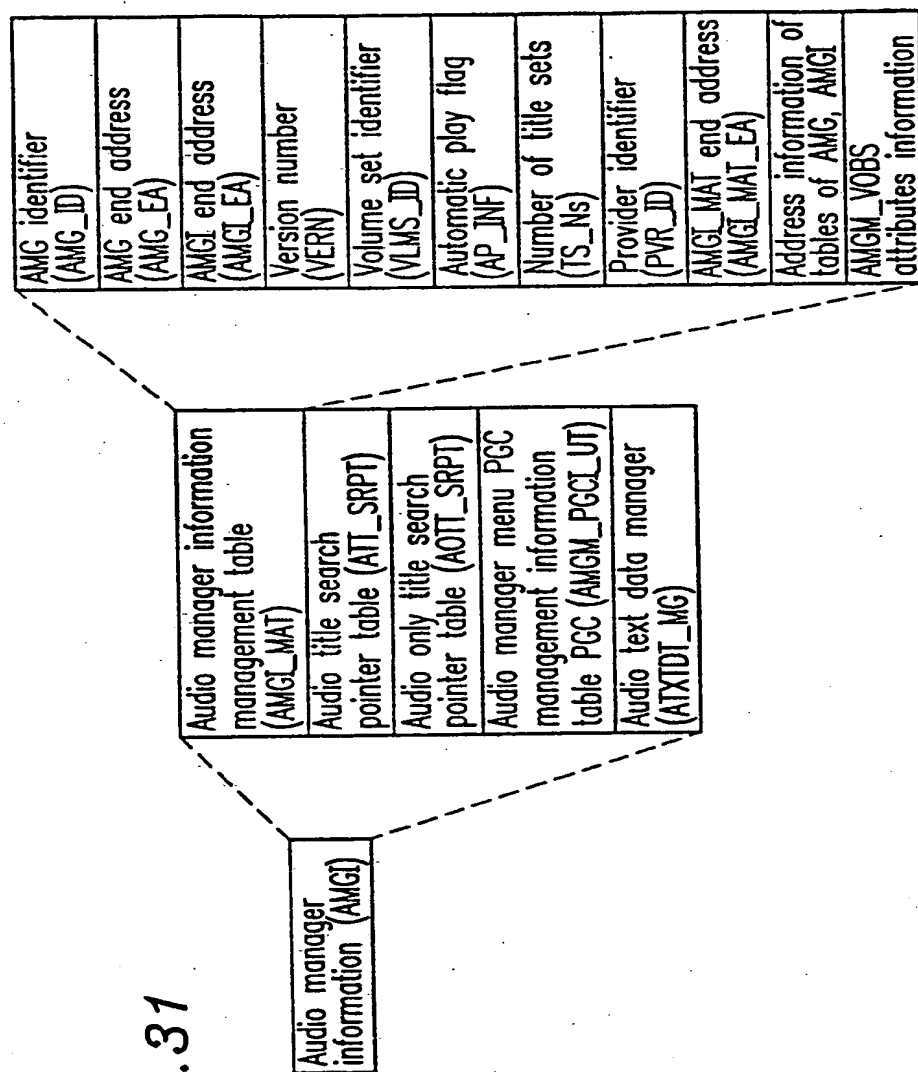 .31
Audio manager
information (AMGI)
Audio manager information
management table
(AMGI_MAT)
Audio title search
pointer table (ATT_SRPT)
Audio only title search
pointer table (AOTT_SRPT)
Audio manager menu PGC
management information
table PGC (AMGM_PGCI_UT)
Audio text data manager
(ATXTDT_MG)
AMG identifier
(AMG_ID)
AMG end address
(AMG_EA)
AMGI end address
(AMGI_EA)
Version number
(VERN)
Volume set identifier
(VLMS_ID)
Automatic play flag
(AP_INF)
Number of title sets
(TS_Ns)
Provider identifier
(PVR_ID)
AMGI_MAT end address
(AMGI_MAT_EA)
Address information of
tables of AMG, AMGI
AMGM_VOBS
attributes information